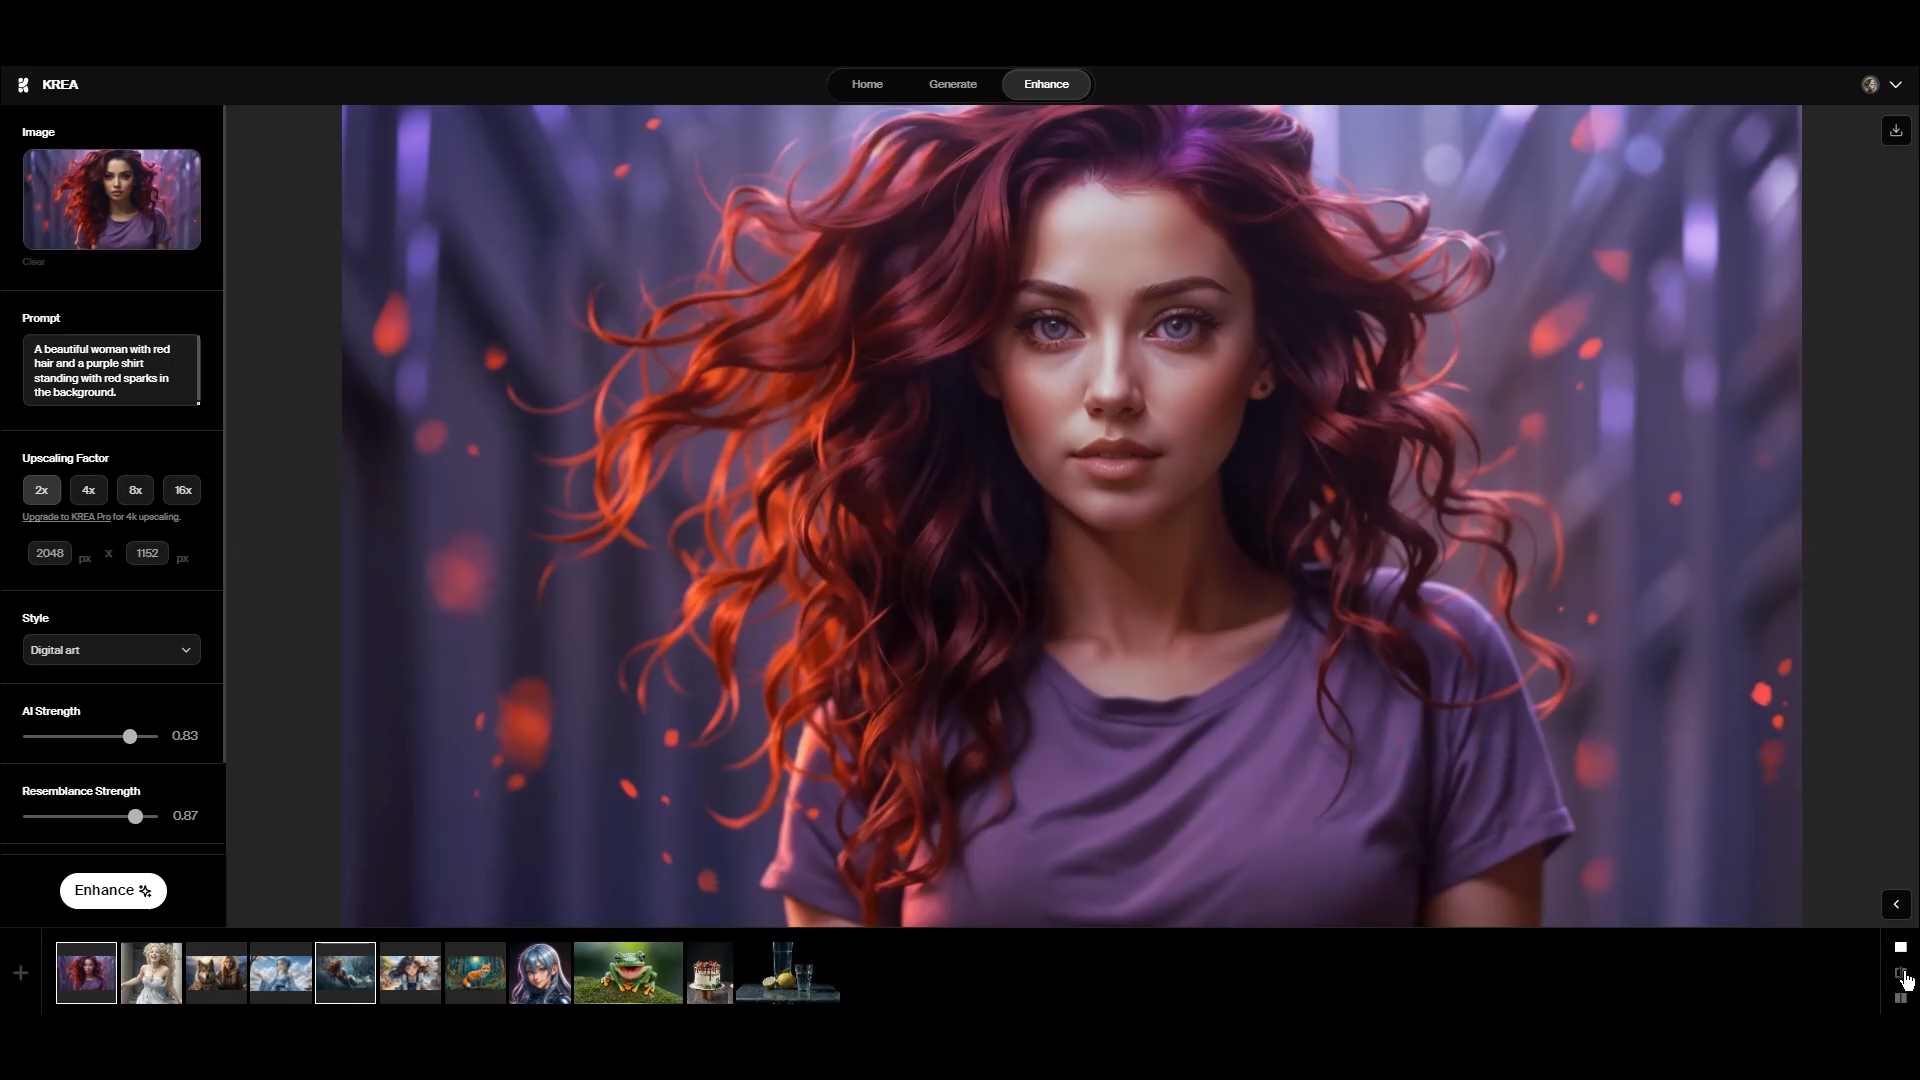 KREA
Home
Generate
Enhance
Image
Clear
Prompt
A beautiful woman with red
hair and a purple shirt
standing with red sparks in
the background.
Upscaling Factor
2x
4x
8x
16x
Upgrade to KREA Pro for 4k upscaling.
2048 px X 1152 px
Style
Digital art
AI Strength
0.83
Resemblance Strength
0.87
Enhance